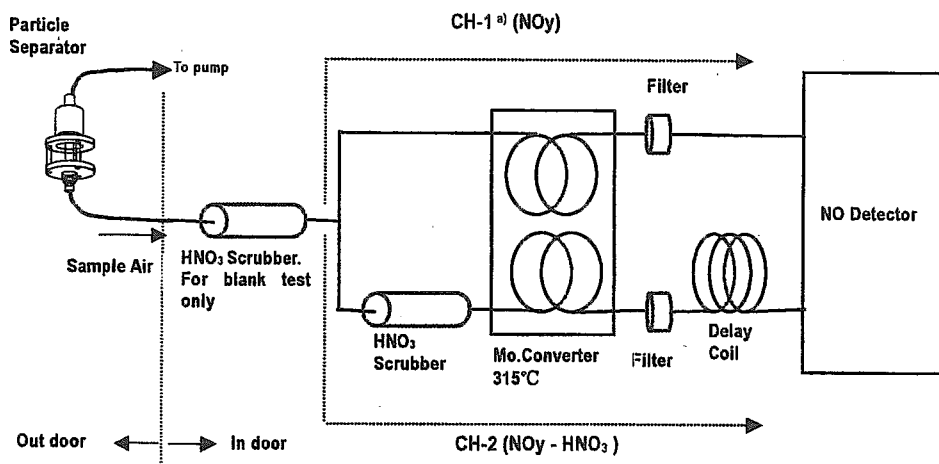 Particle
Separator
To pump
CH-1 a) (NOy)
Filter
NO Detector
Sample Air
HNO₃ Scrubber.
For blank test
only
HNO₃
Scrubber
Mo.Converter
315℃
Filter
Delay
Coil
Out door
In door
CH-2 (NOy - HNO₃ )